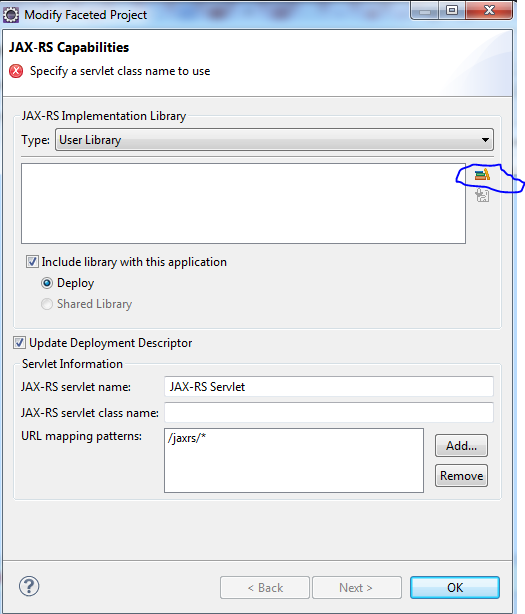 Modify Faceted Project
JAX-RS Capabilities
Specify a servlet class name to use
JAX-RS Implementation Library
Type: User Library
Include library with this application
Deploy
Shared Library
Update Deployment Descriptor
Servlet Information
JAX-RS servlet name: JAX-RS Servlet
JAX-RS servlet class name:
URL mapping patterns: /jaxrs/* Add...
Remove
? < Back Next > OK